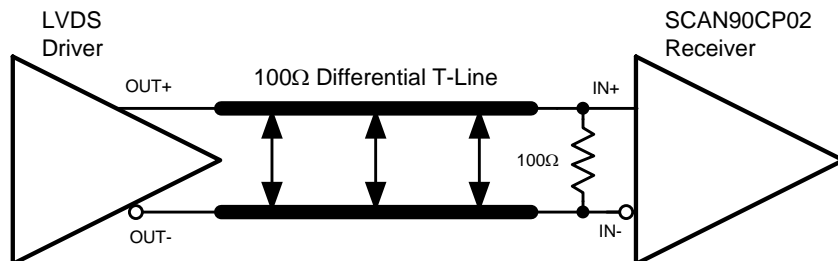 LVDS
Driver
SCAN90CP02
Receiver
100Ω Differential T-Line
OUT+
IN+
100Ω
OUT-
IN-